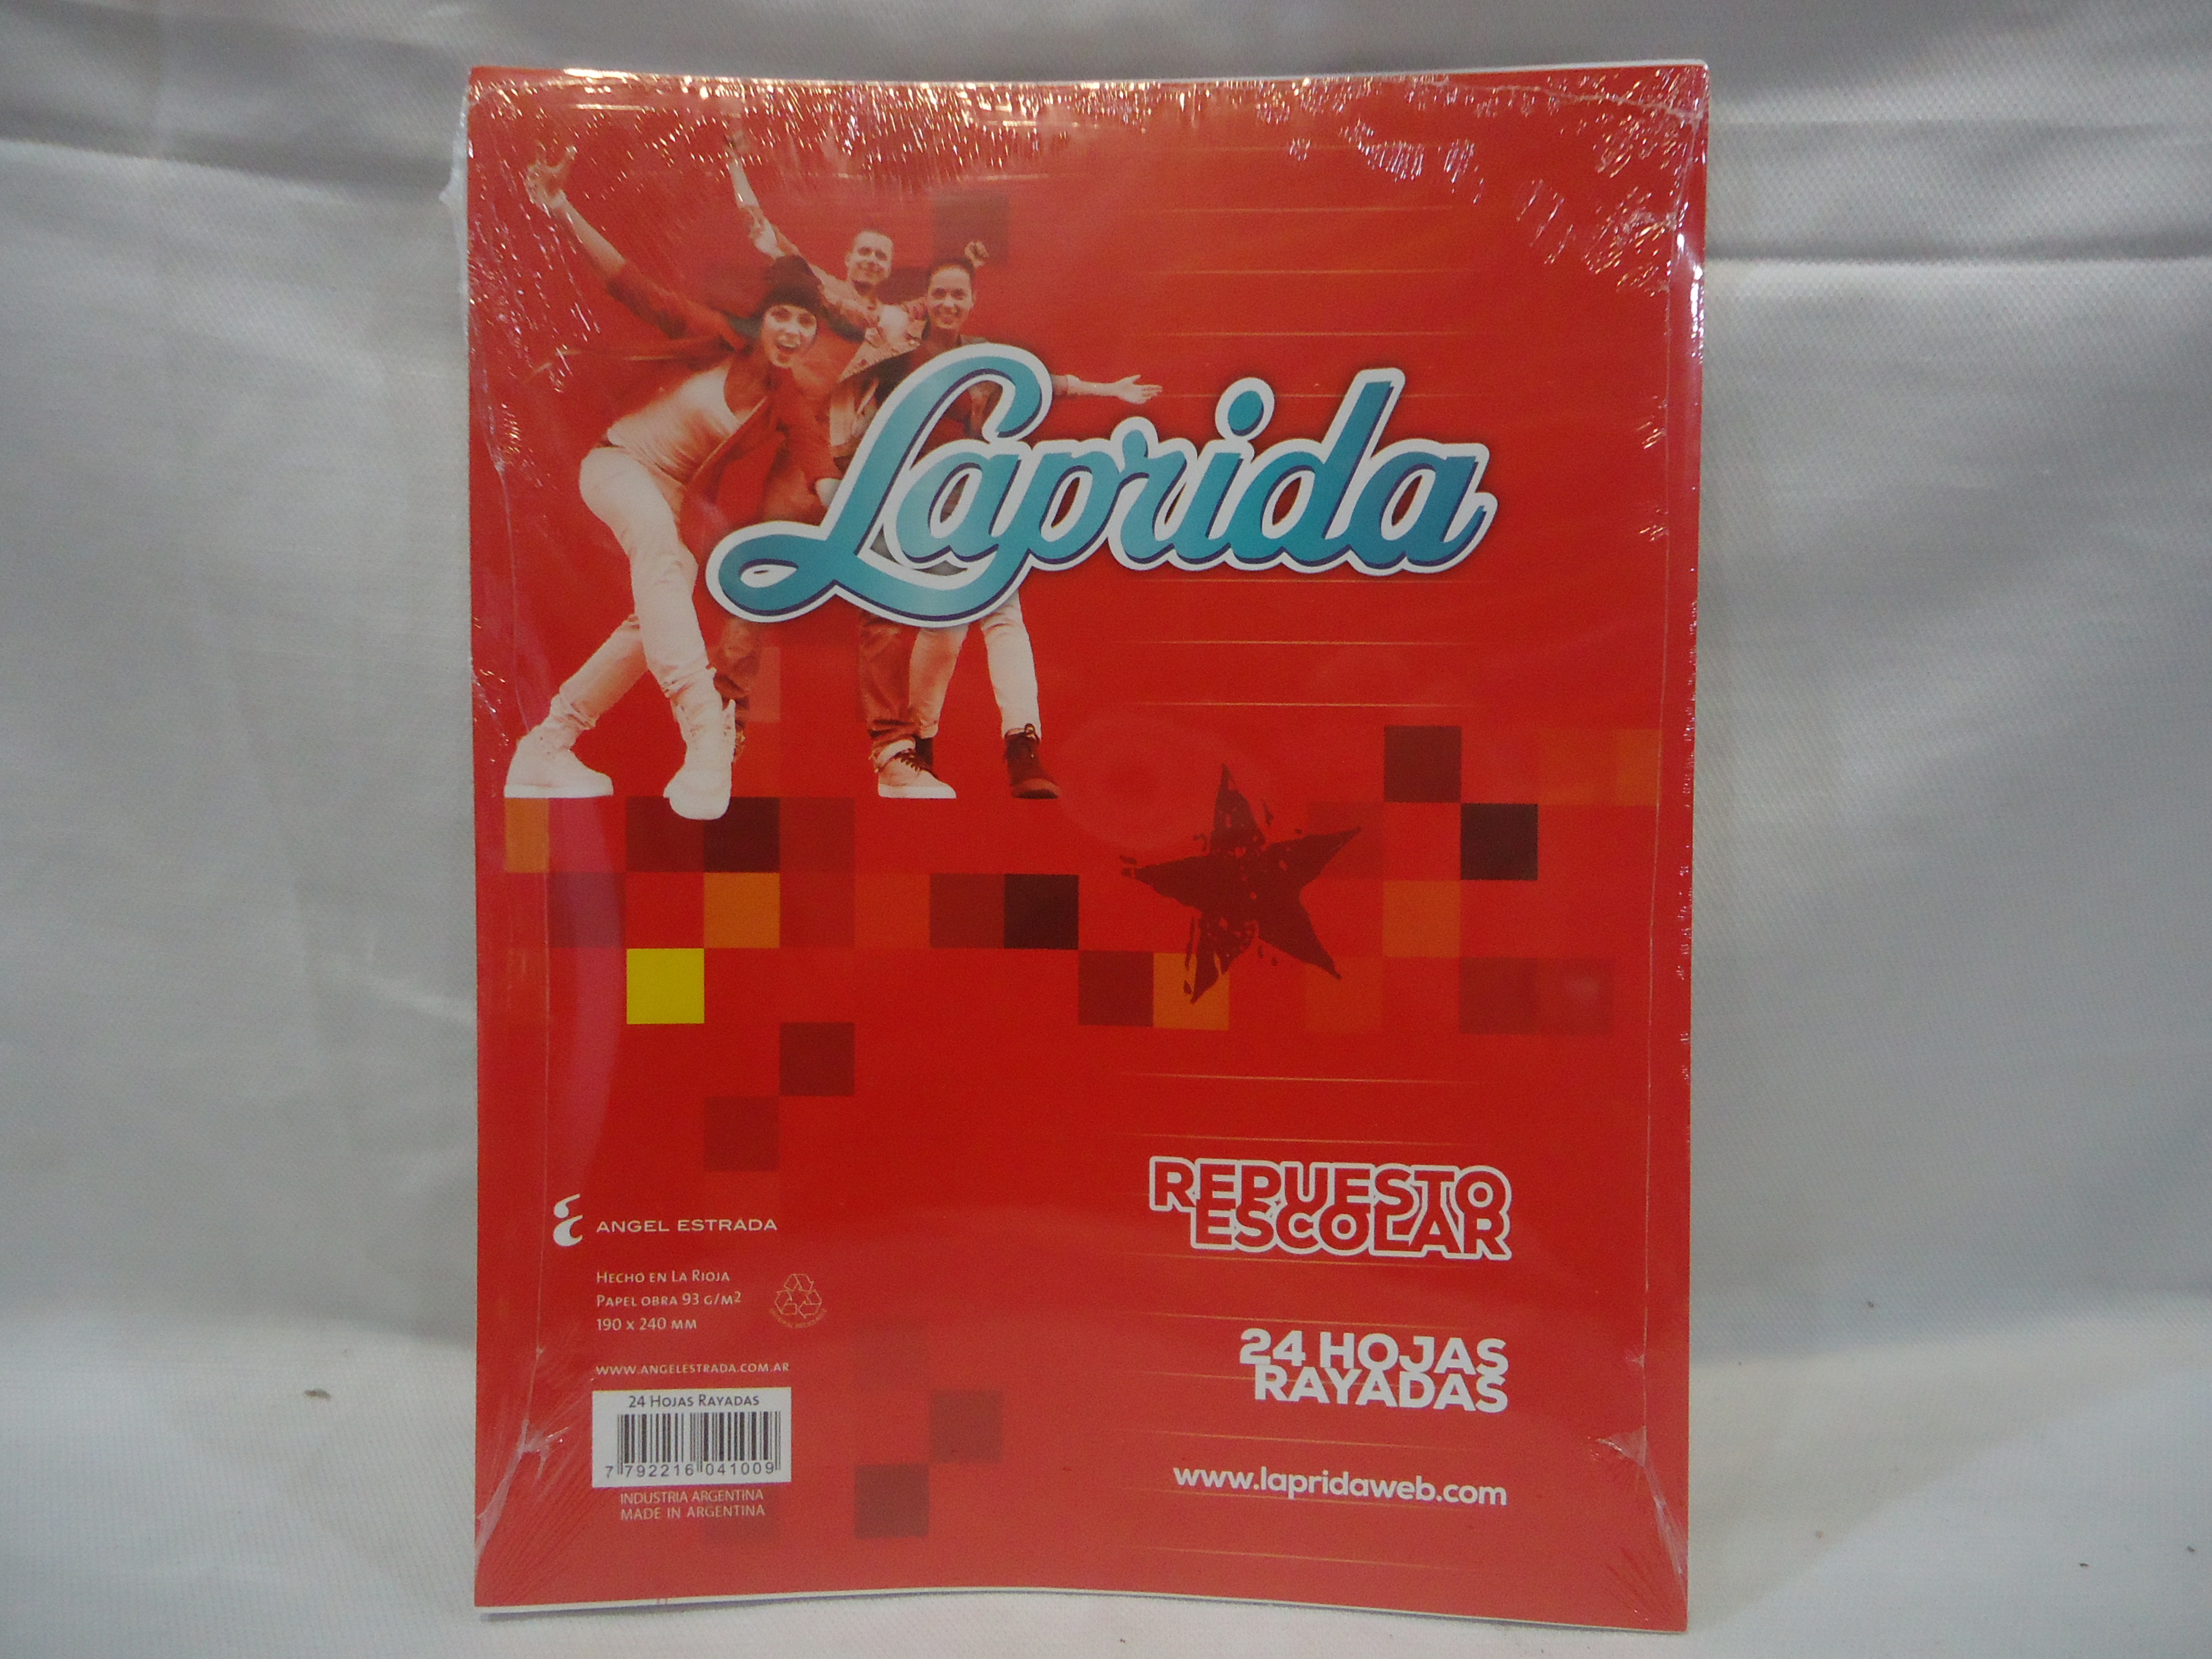 Laprida
REPUESTO
ESCOLAR
ANGEL ESTRADA
HECHO EN LA RIOJA
PAPEL OBRA 93 G/M2
190 X 240 MM
WWW.ANGELESTRADA.COM.AR
24 HOJAS RAYADAS
7 792216 041009
INDUSTRIA ARGENTINA
MADE IN ARGENTINA
24 HOJAS
RAYADAS
www.lapridaweb.com